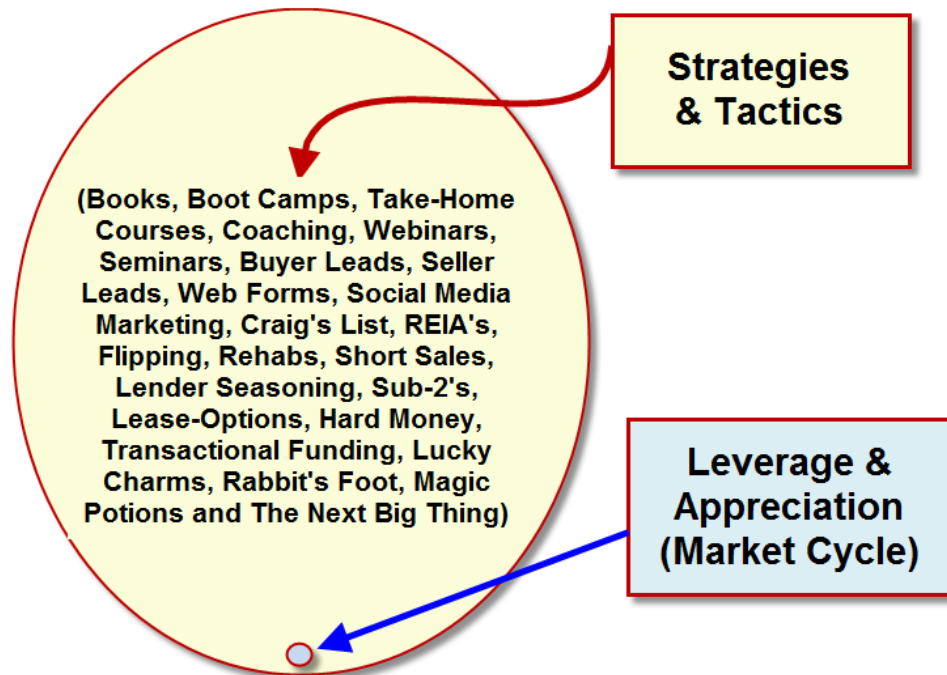 Strategies
& Tactics
(Books, Boot Camps, Take-Home
Courses, Coaching, Webinars,
Seminars, Buyer Leads, Seller
Leads, Web Forms, Social Media
Marketing, Craig's List, REIA's,
Flipping, Rehabs, Short Sales,
Lender Seasoning, Sub-2's,
Lease-Options, Hard Money,
Transactional Funding, Lucky
Charms, Rabbit's Foot, Magic
Potions and The Next Big Thing)
Leverage &
Appreciation
(Market Cycle)